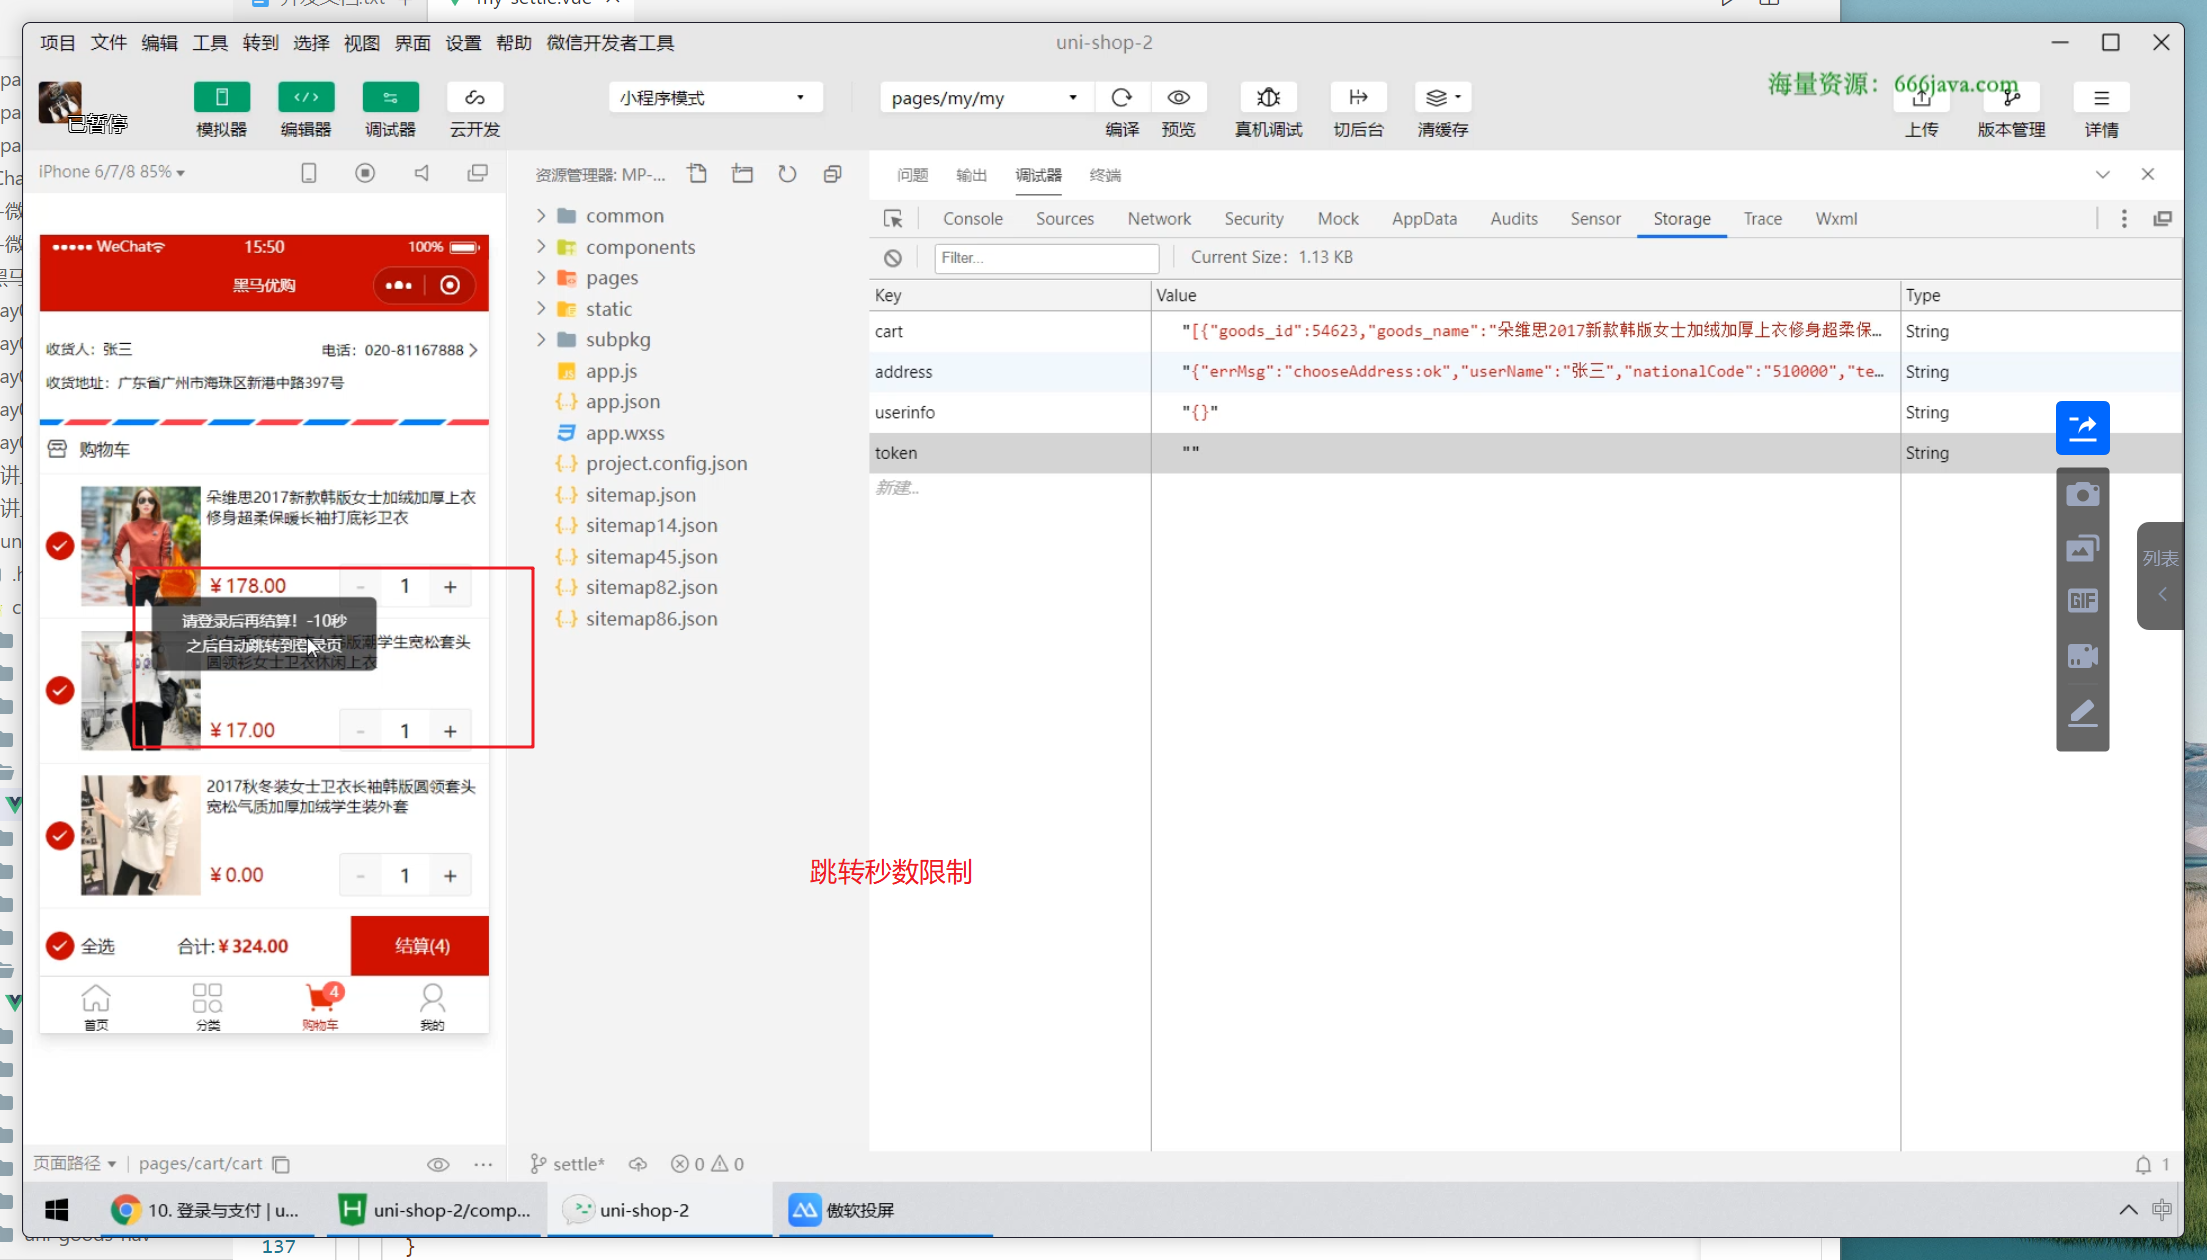 my-settle.vue
项目 文件 编辑 工具 转到 选择 视图 界面 设置 帮助 微信开发者工具
uni-shop-2
海量资源：666java.com
已暂停
模拟器 编辑器 调试器 云开发
小程序模式
pages/my/my
编译 预览 真机调试 切后台 清缓存 上传 版本管理 详情
iPhone 6/7/8 85%
WeChat 15:50 100%
黑马优购
收货人：张三 电话：020-81167888
收货地址：广东省广州市海珠区新港中路397号
购物车
朵维思2017新款韩版女士加绒加厚上衣
修身超柔保暖长袖打底衫卫衣
¥178.00 - 1 +
请登录后再结算！-10秒
之后自动跳转到登录页
韩版潮学生宽松套头
圆领衫女士卫衣休闲上衣
¥17.00 - 1 +
2017秋冬装女士卫衣长袖韩版圆领套头
宽松气质加厚加绒学生装外套
¥0.00 - 1 +
全选 合计:¥324.00 结算(4)
4
首页 分类 购物车 我的
页面路径 pages/cart/cart
资源管理器: MP-...
common
components
pages
static
subpkg
app.js
app.json
app.wxss
project.config.json
sitemap.json
sitemap14.json
sitemap45.json
sitemap82.json
sitemap86.json
settle* 0 0
问题 输出 调试器 终端
Console Sources Network Security Mock AppData Audits Sensor Storage Trace Wxml
Filter... Current Size: 1.13 KB
Key Value Type
cart "[{"goods_id":54623,"goods_name":"朵维思2017新款韩版女士加绒加厚上衣修身超柔保... String
address "{"errMsg":"chooseAddress:ok","userName":"张三","nationalCode":"510000","te... String
userinfo "{}" String
token "" String
新建...
跳转秒数限制
GIF
列表
1
10. 登录与支付 | u...
uni-shop-2/comp...
uni-shop-2
傲软投屏
中
137 }